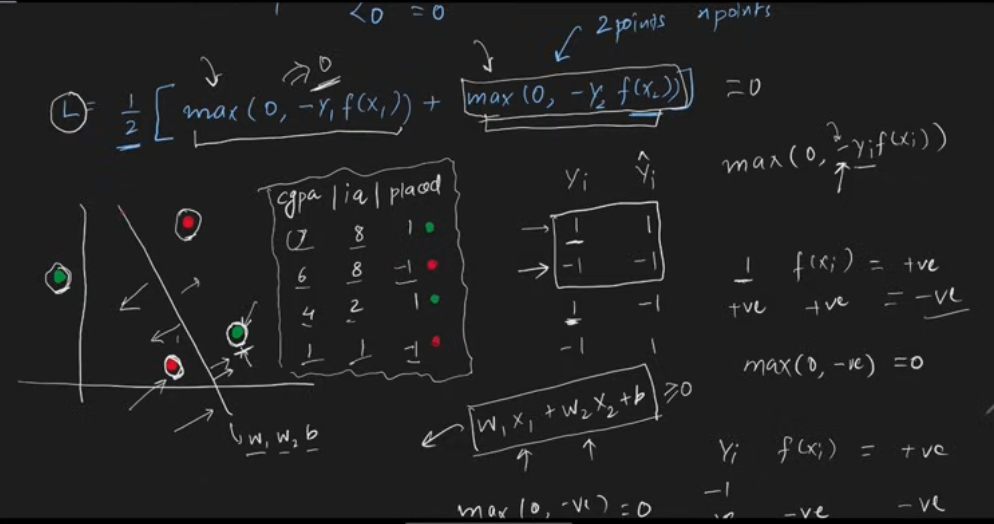 <0 = 0
2 points n points
≥ 0
L = 1/2 [ max(0, -Y₁ f(x₁)) + max(0, -Y₂ f(x₂)) ] = 0
max(0, -Yᵢ f(xᵢ))
cgpa | iq | placed
7 8 1
6 8 -1
4 2 1
1 1 -1
Yᵢ Ŷᵢ
1 1
-1 -1
1 -1
-1 1
1 f(xᵢ) = +ve
+ve +ve = -ve
max(0, -ve) = 0
W₁X₁ + W₂X₂ + b ≥ 0
W₁ W₂ b
Yᵢ f(xᵢ) = +ve
-1
-ve -ve
max(0, -ve) = 0